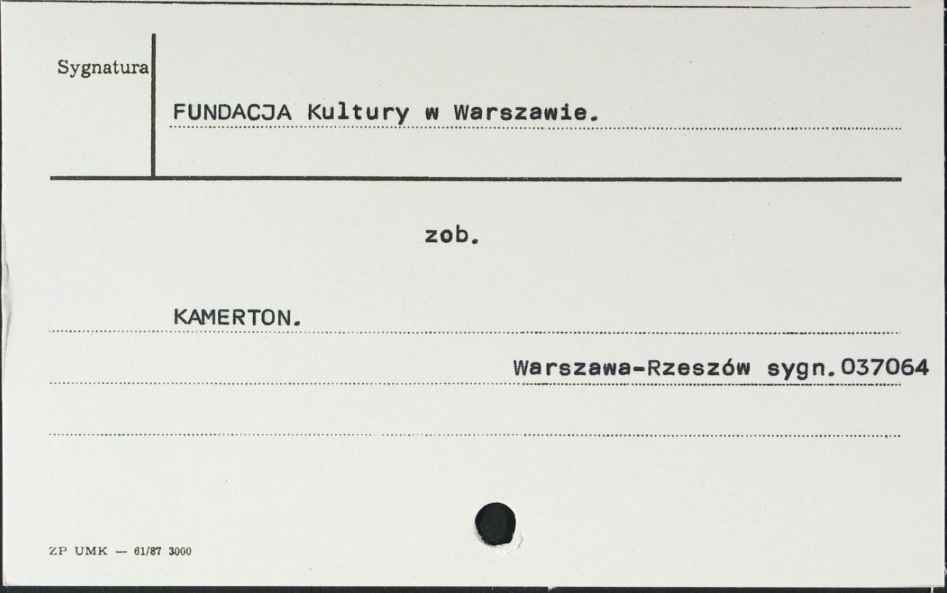 Sygnatura
FUNDACJA Kultury w Warszawie.
zob.
KAMERTON.
Warszawa-Rzeszów sygn.037064
ZP UMK — 61/87 3000